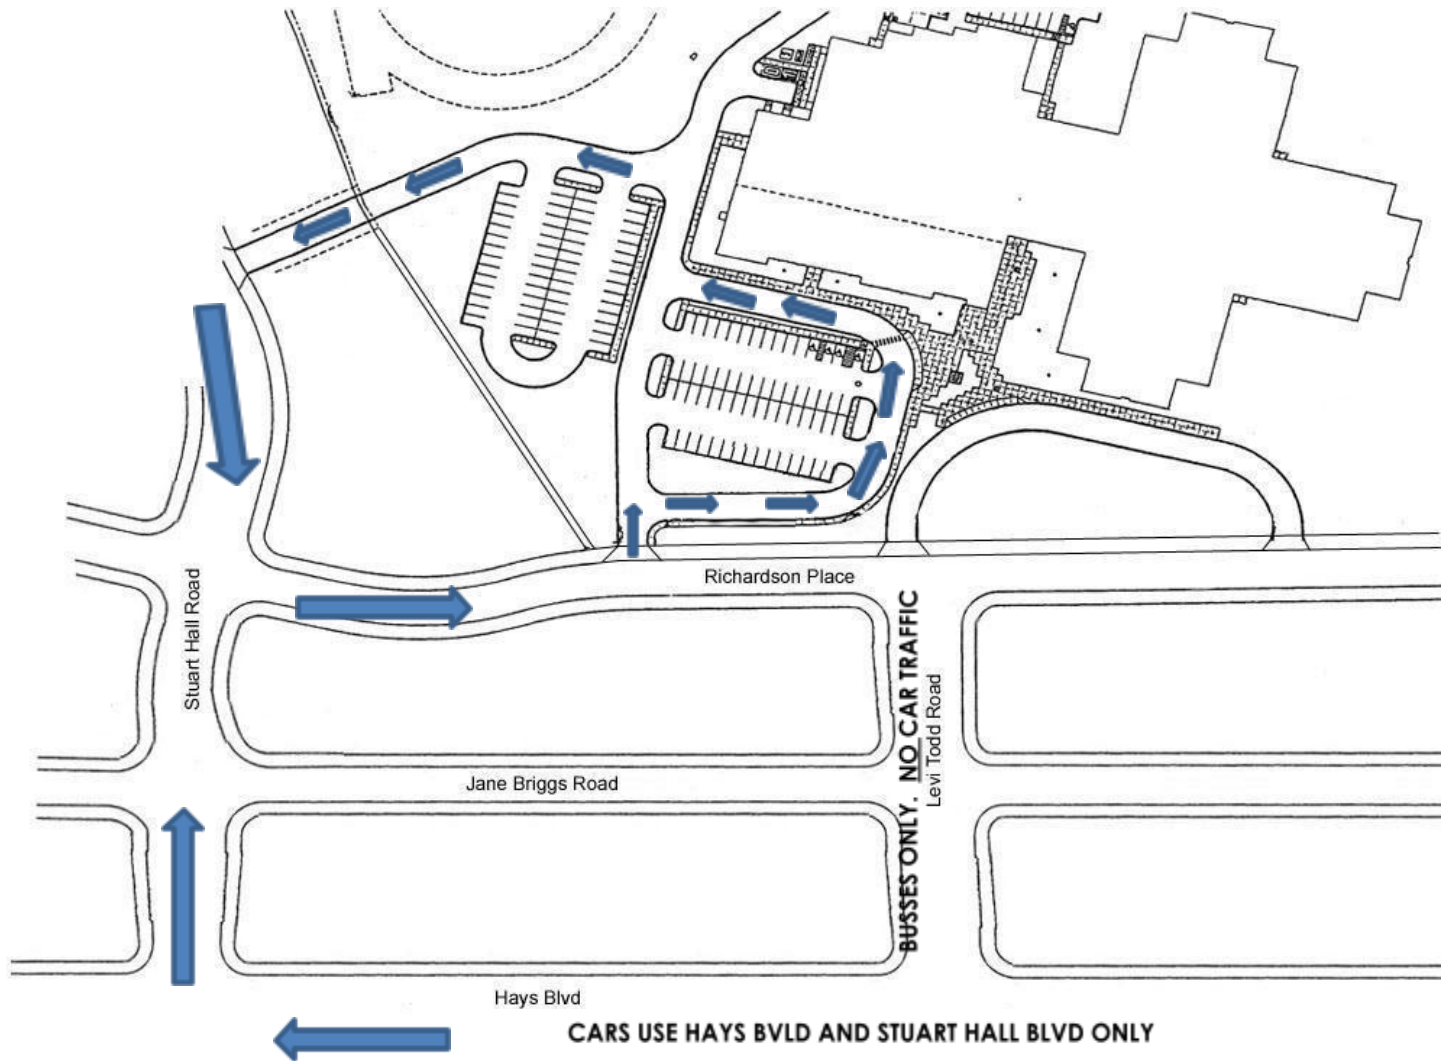 Richardson Place
Stuart Hall Road
BUSSES ONLY. NO CAR TRAFFIC
Levi Todd Road
Jane Briggs Road
Hays Blvd
CARS USE HAYS BVLD AND STUART HALL BLVD ONLY